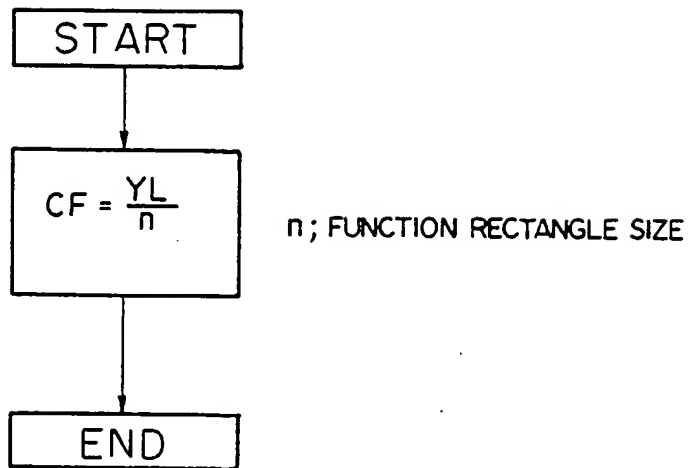 START
CF = YL/n
n; FUNCTION RECTANGLE SIZE
END